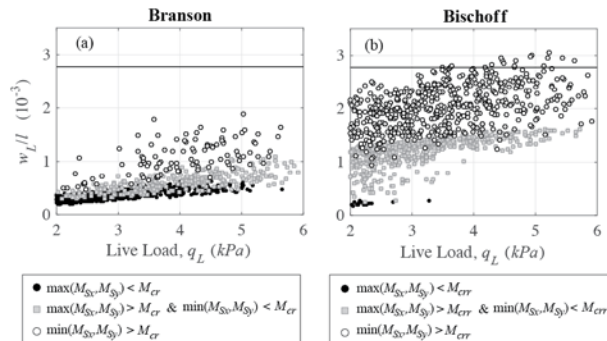 Branson
(a)
3
2
1
0
2 3 4 5 6
w_L/l (10⁻³)
Live Load, q_L (kPa)
● max(M_Sx,M_Sy) < M_cr
■ max(M_Sx,M_Sy) > M_cr & min(M_Sx,M_Sy) < M_cr
○ min(M_Sx,M_Sy) > M_cr
Bischoff
(b)
3
2
1
0
2 3 4 5 6
Live Load, q_L (kPa)
● max(M_Sx,M_Sy) < M_crr
■ max(M_Sx,M_Sy) > M_crr & min(M_Sx,M_Sy) < M_crr
○ min(M_Sx,M_Sy) > M_crr